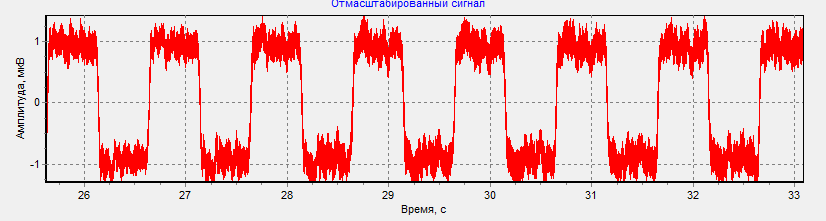 Отмасштабированный сигнал
Амплитуда, мкВ
1
0
-1
26 27 28 29 30 31 32 33
Время, с